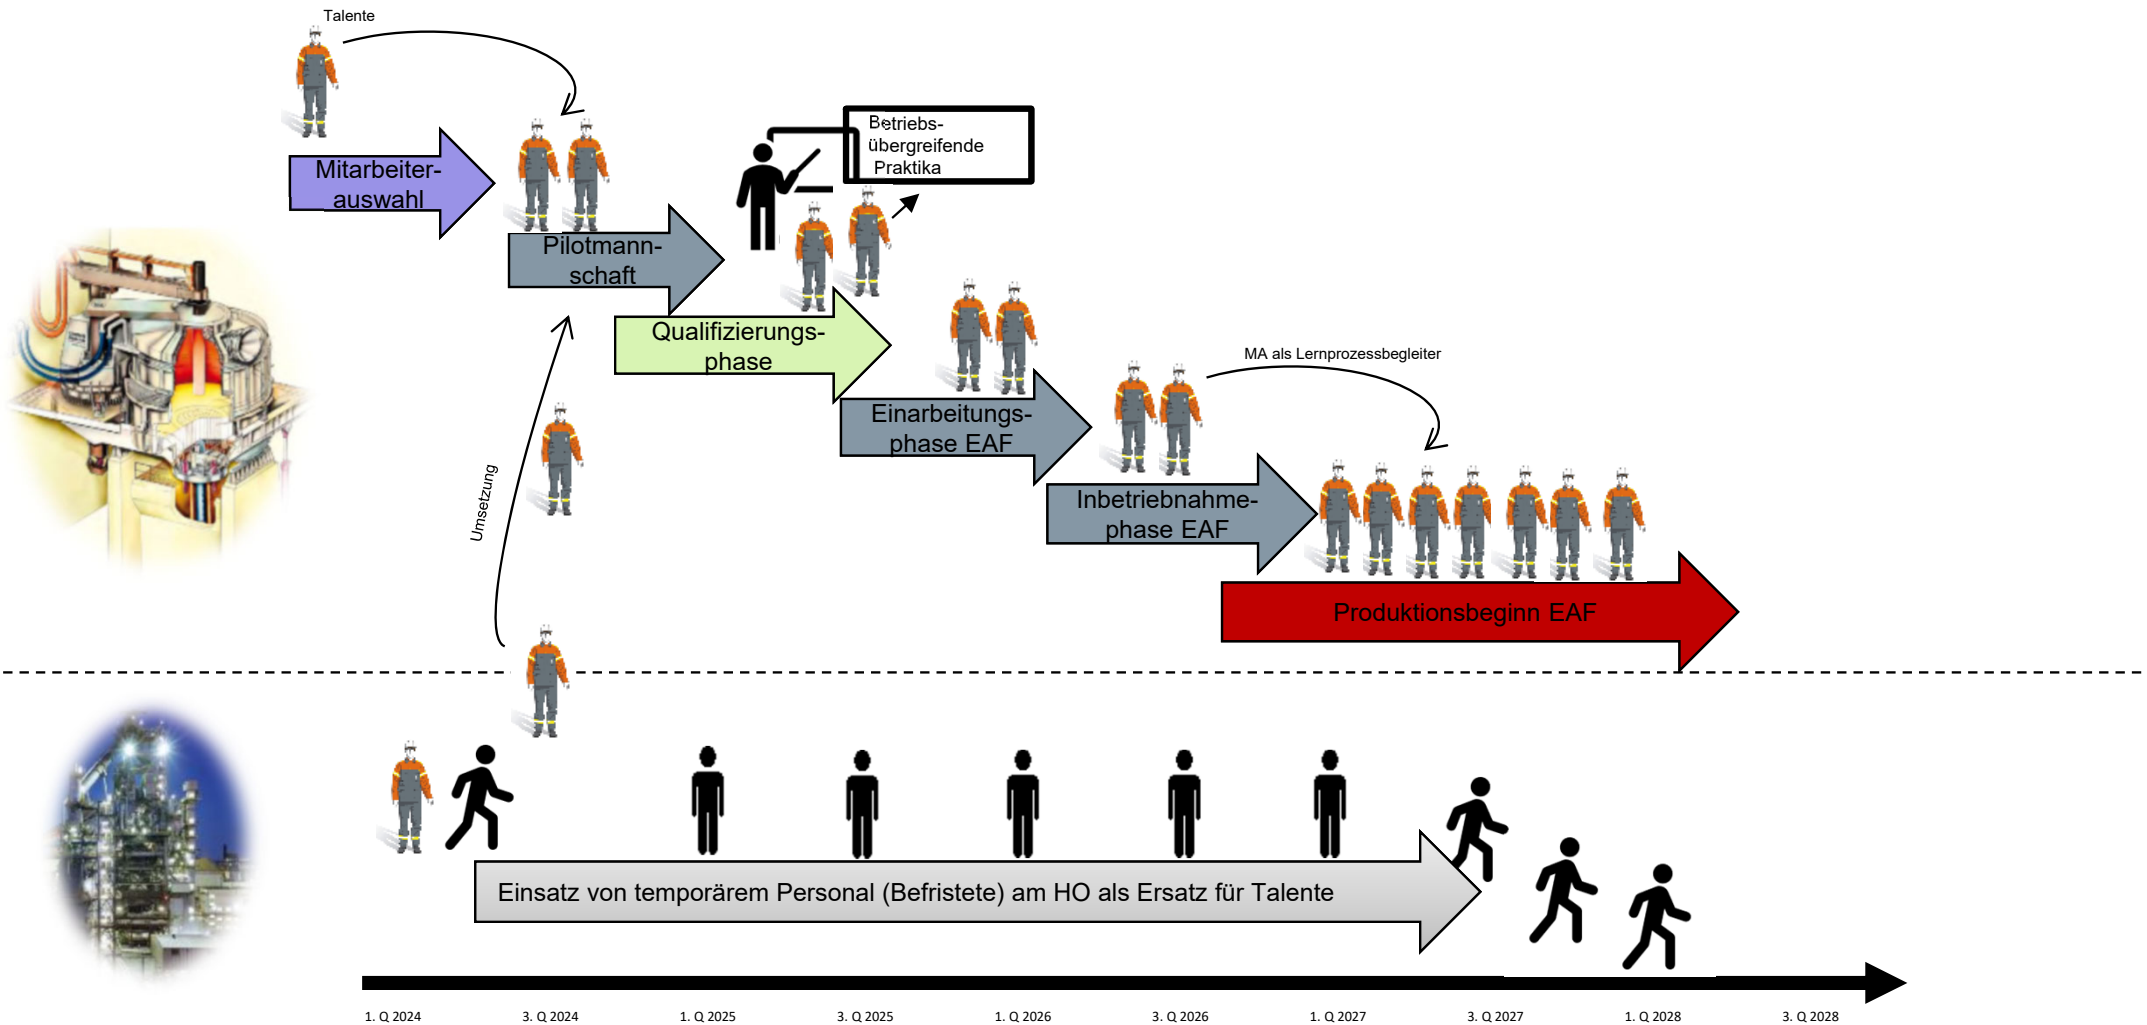 Talente
Mitarbeiter-
auswahl
Betriebs-
übergreifende
Praktika
Pilotmann-
schaft
Qualifizierungs-
phase
MA als Lernprozessbegleiter
Einarbeitungs-
phase EAF
Umsetzung
Inbetriebnahme-
phase EAF
Produktionsbeginn EAF
Einsatz von temporärem Personal (Befristete) am HO als Ersatz für Talente
1. Q 2024
3. Q 2024
1. Q 2025
3. Q 2025
1. Q 2026
3. Q 2026
1. Q 2027
3. Q 2027
1. Q 2028
3. Q 2028